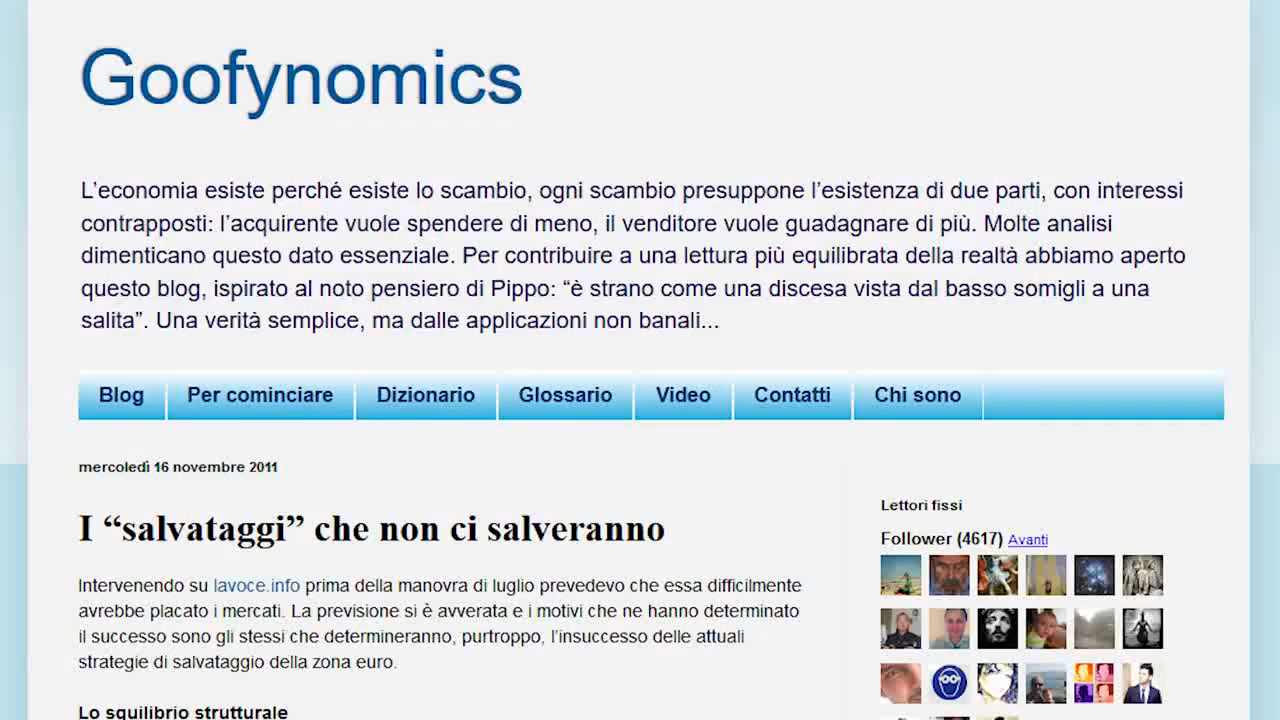 Goofynomics
L’economia esiste perché esiste lo scambio, ogni scambio presuppone l’esistenza di due parti, con interessi
contrapposti: l’acquirente vuole spendere di meno, il venditore vuole guadagnare di più. Molte analisi
dimenticano questo dato essenziale. Per contribuire a una lettura più equilibrata della realtà abbiamo aperto
questo blog, ispirato al noto pensiero di Pippo: “è strano come una discesa vista dal basso somigli a una
salita”. Una verità semplice, ma dalle applicazioni non banali...
Blog Per cominciare Dizionario Glossario Video Contatti Chi sono
mercoledì 16 novembre 2011
I “salvataggi” che non ci salveranno
Intervenendo su lavoce.info prima della manovra di luglio prevedevo che essa difficilmente
avrebbe placato i mercati. La previsione si è avverata e i motivi che ne hanno determinato
il successo sono gli stessi che determineranno, purtroppo, l’insuccesso delle attuali
strategie di salvataggio della zona euro.
Lo squilibrio strutturale
Lettori fissi
Follower (4617) Avanti